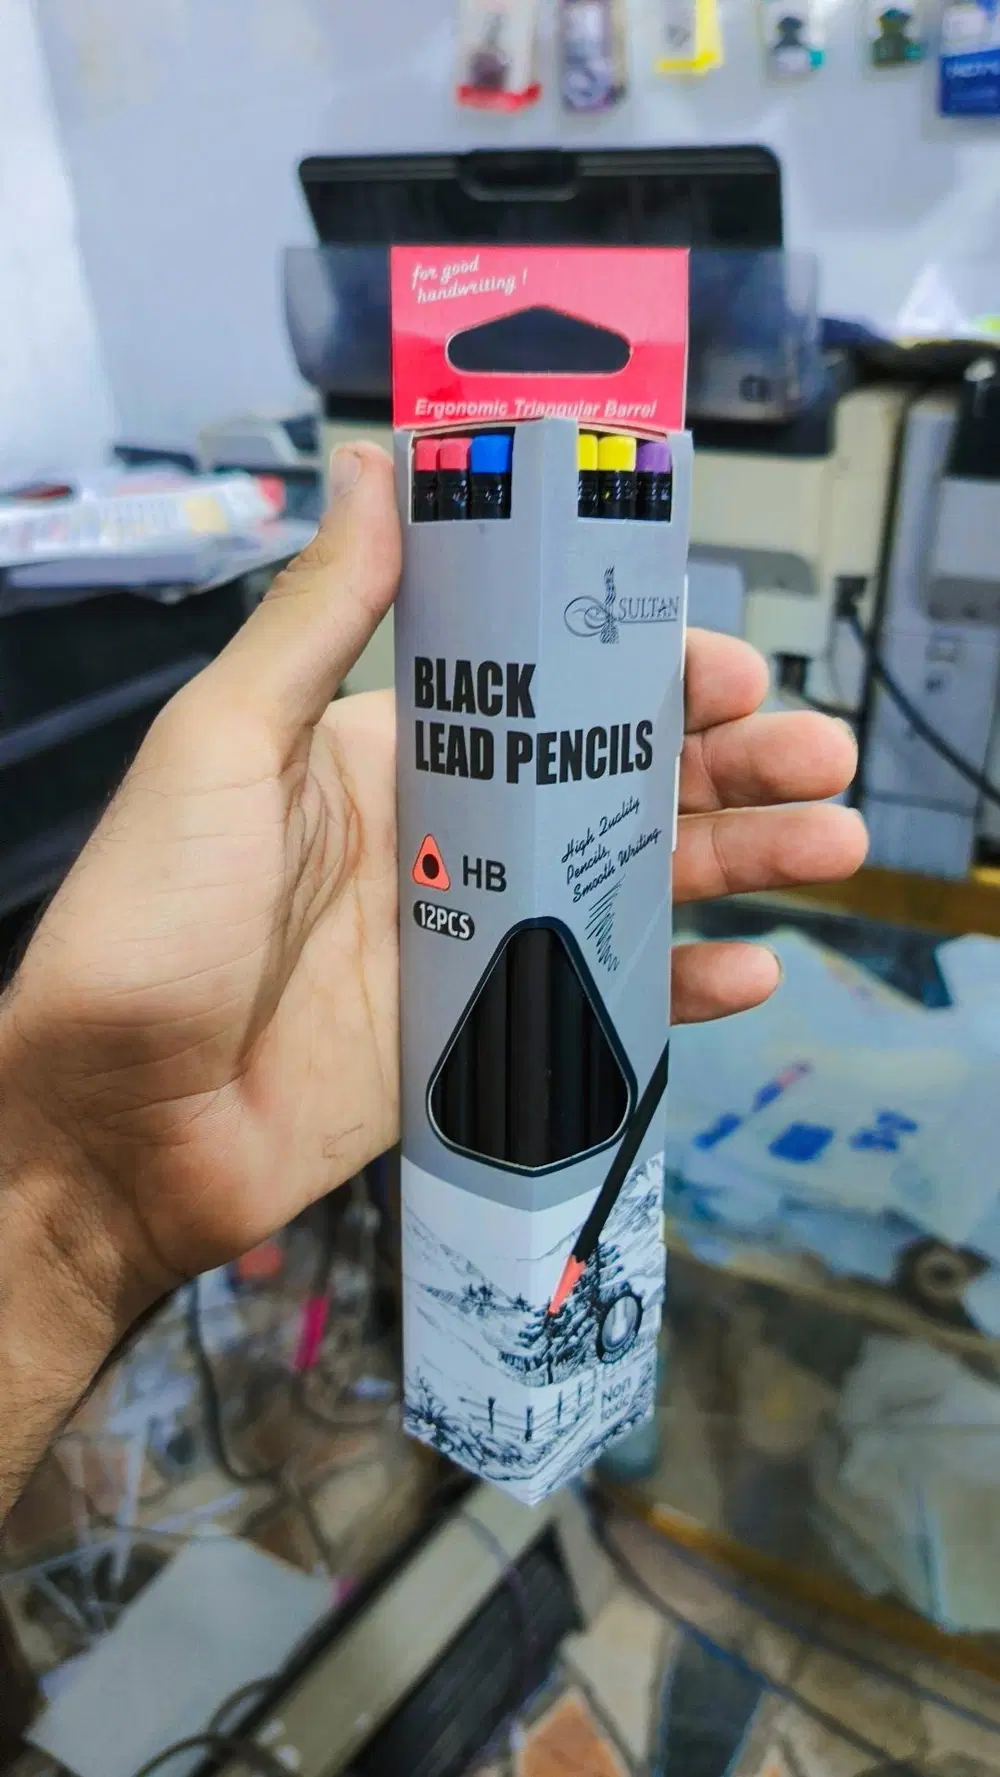 for good
handwriting !
Ergonomic Triangular Barrel
SULTAN
BLACK
LEAD PENCILS
High Quality
Pencils,
Smooth Writing
HB
12PCS
Non
toxic